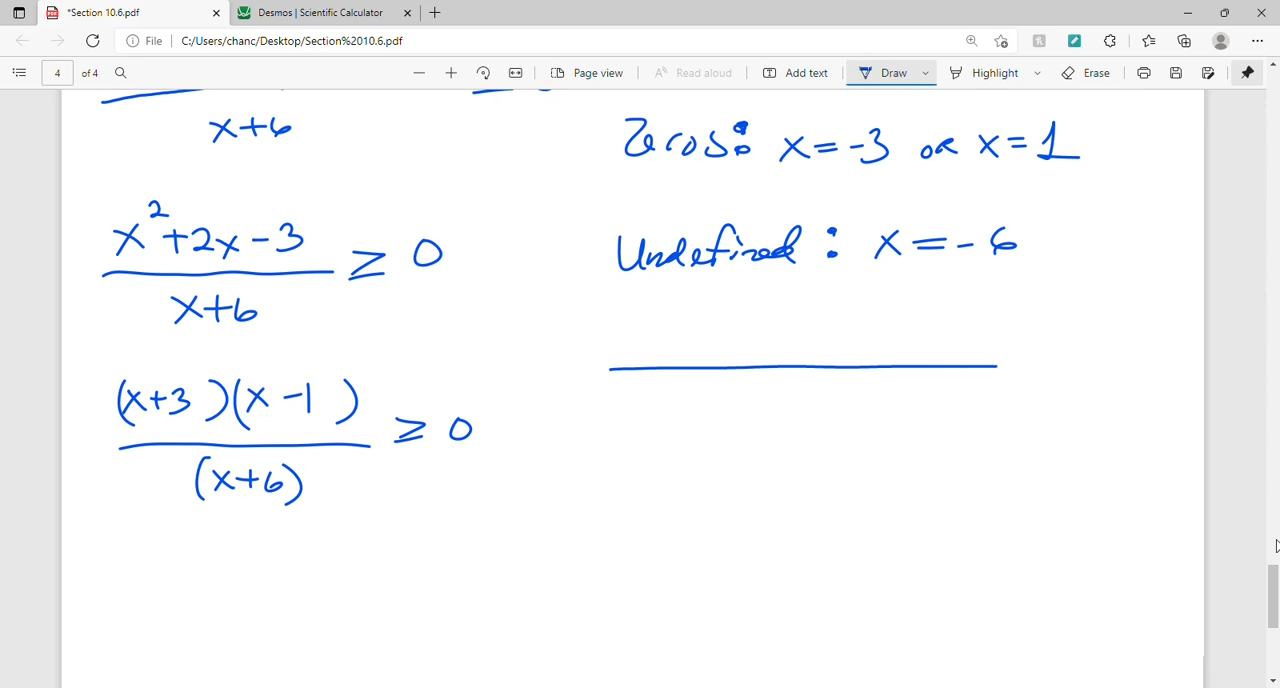 *Section 10.6.pdf
Desmos | Scientific Calculator
File C:/Users/chanc/Desktop/Section%2010.6.pdf
4 of 4 Page view Read aloud Add text Draw Highlight Erase
x+6
Zeros: x=-3 or x=1
x²+2x-3 ≥ 0
x+6
Undefined: x=-6
(x+3)(x-1) ≥ 0
(x+6)